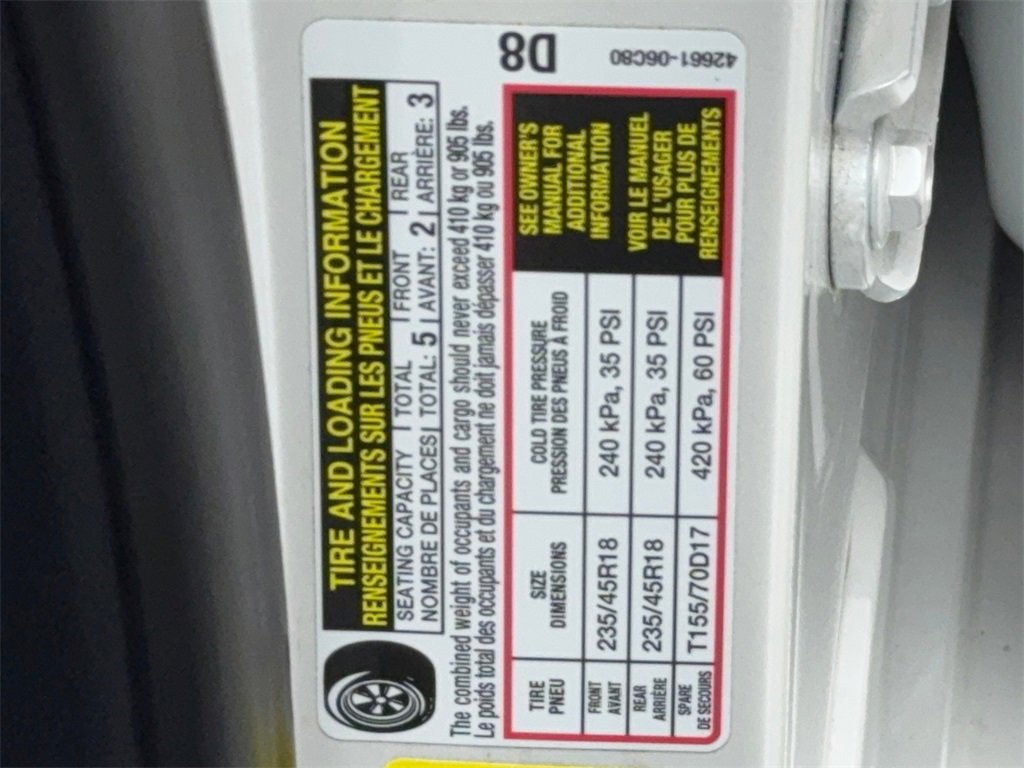 TIRE AND LOADING INFORMATION
RENSEIGNEMENTS SUR LES PNEUS ET LE CHARGEMENT
SEATING CAPACITY | TOTAL | FRONT | REAR
NOMBRE DE PLACES | TOTAL: 5 | AVANT: 2 | ARRIÈRE: 3
The combined weight of occupants and cargo should never exceed 410 kg or 905 lbs.
Le poids total des occupants et du chargement ne doit jamais dépasser 410 kg ou 905 lbs.
D8
42661-06C80
TIRE SIZE COLD TIRE PRESSURE
PNEU DIMENSIONS PRESSION DES PNEUS À FROID
FRONT
AVANT 235/45R18 240 kPa, 35 PSI
REAR
ARRIÈRE 235/45R18 240 kPa, 35 PSI
SPARE
DE SECOURS T155/70D17 420 kPa, 60 PSI
SEE OWNER'S
MANUAL FOR
ADDITIONAL
INFORMATION
VOIR LE MANUEL
DE L'USAGER
POUR PLUS DE
RENSEIGNEMENTS